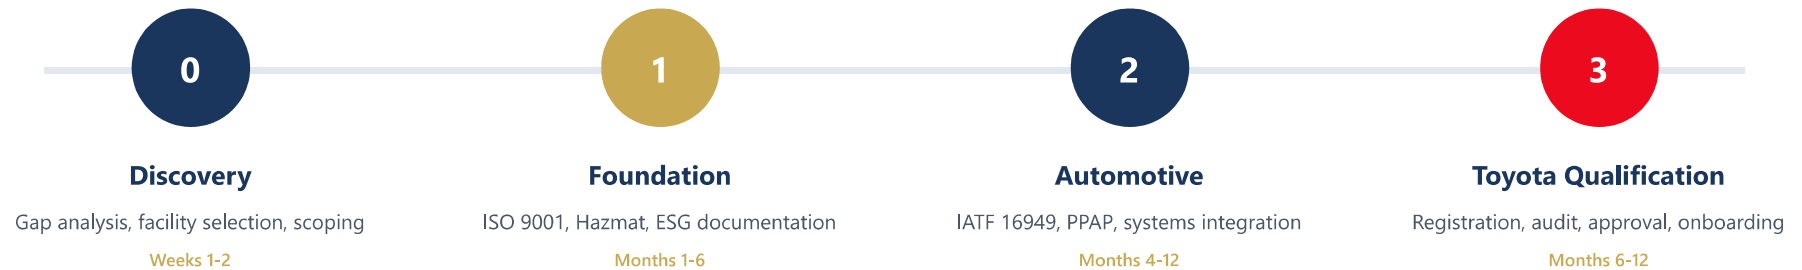 0
Discovery
Gap analysis, facility selection, scoping
Weeks 1-2
1
Foundation
ISO 9001, Hazmat, ESG documentation
Months 1-6
2
Automotive
IATF 16949, PPAP, systems integration
Months 4-12
3
Toyota Qualification
Registration, audit, approval, onboarding
Months 6-12